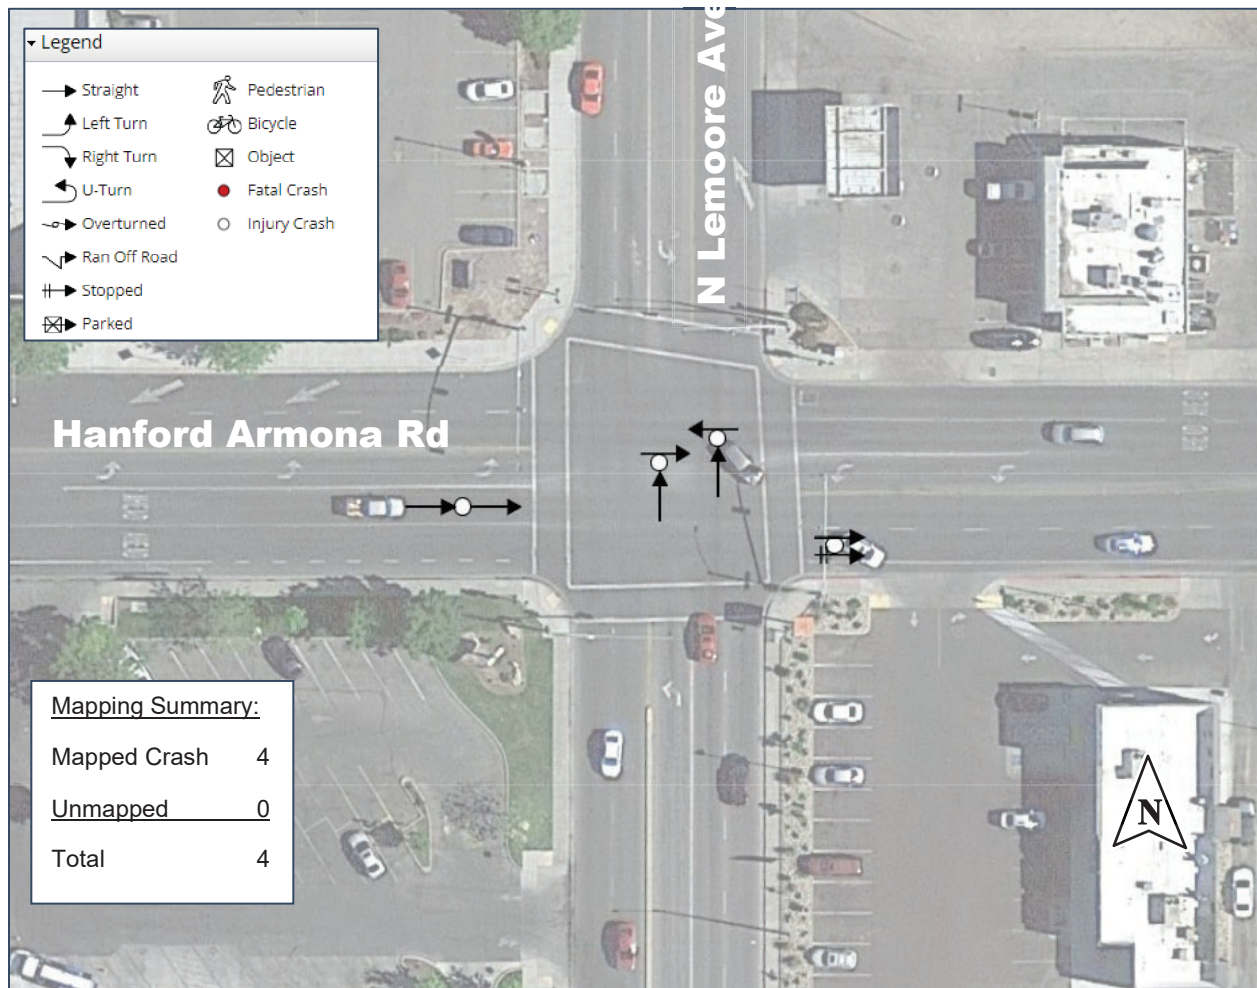 Legend
Straight
Left Turn
Right Turn
U-Turn
Overturned
Ran Off Road
Stopped
Parked
Pedestrian
Bicycle
Object
Fatal Crash
Injury Crash
N Lemoore Ave
Hanford Armona Rd
Mapping Summary:
Mapped Crash 4
Unmapped 0
Total 4
N